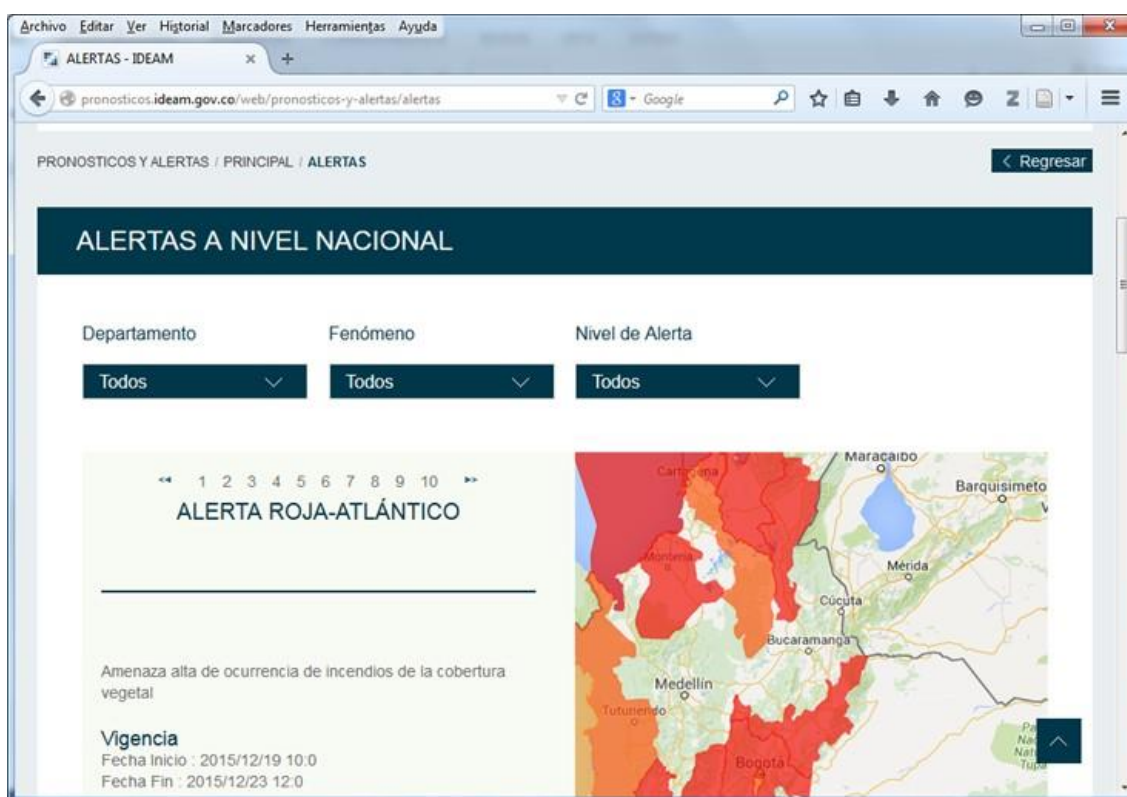 Archivo Editar Ver Historial Marcadores Herramientas Ayuda
ALERTAS - IDEAM
pronosticos.ideam.gov.co/web/pronosticos-y-alertas/alertas
Google
PRONOSTICOS Y ALERTAS / PRINCIPAL / ALERTAS
< Regresar
ALERTAS A NIVEL NACIONAL
Departamento Fenómeno Nivel de Alerta
Todos Todos Todos
1 2 3 4 5 6 7 8 9 10
ALERTA ROJA-ATLÁNTICO
Amenaza alta de ocurrencia de incendios de la cobertura
vegetal
Vigencia
Fecha Inicio : 2015/12/19 10:0
Fecha Fin : 2015/12/23 12:0
Maracaibo
Cartagena
Barquisimeto
Montería
Mérida
Cúcuta
Bucaramanga
Medellín
Tutunendo
Bogotá